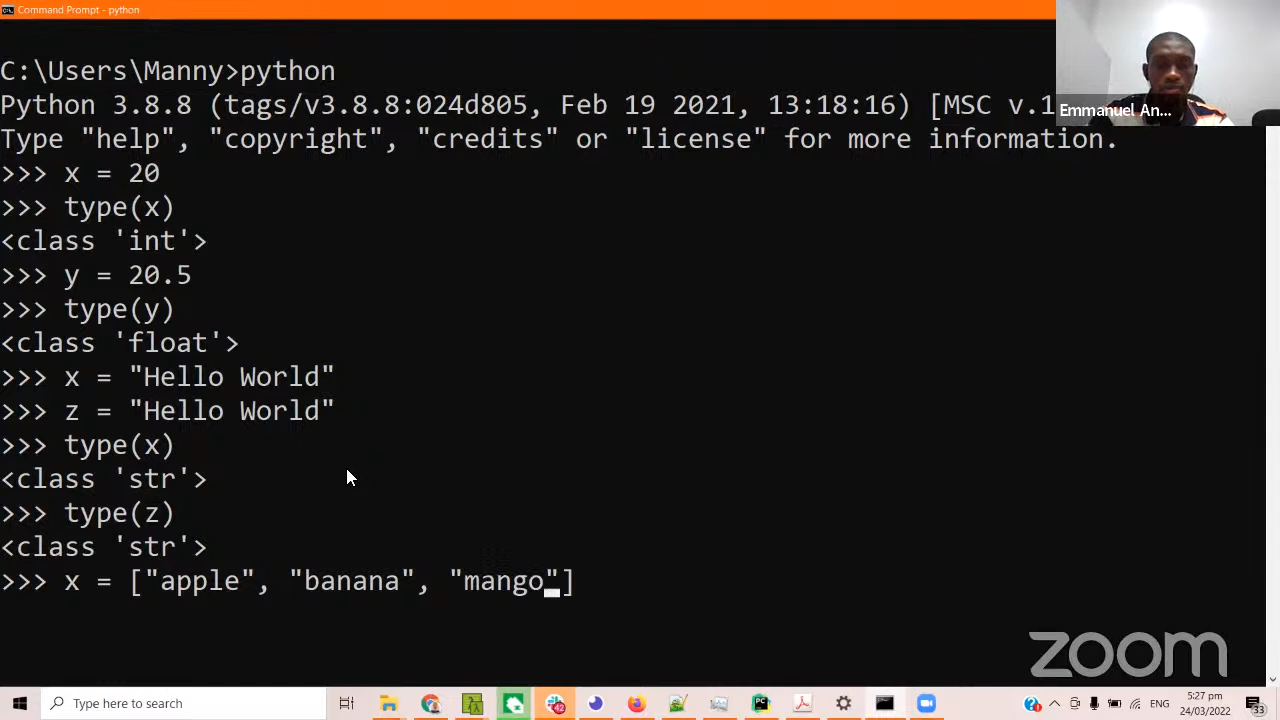 Command Prompt - python
C:\Users\Manny>python
Python 3.8.8 (tags/v3.8.8:024d805, Feb 19 2021, 13:18:16) [MSC v.1
Type "help", "copyright", "credits" or "license" for more information.
>>> x = 20
>>> type(x)
<class 'int'>
>>> y = 20.5
>>> type(y)
<class 'float'>
>>> x = "Hello World"
>>> z = "Hello World"
>>> type(x)
<class 'str'>
>>> type(z)
<class 'str'>
>>> x = ["apple", "banana", "mango"]
Emmanuel An...
zoom
Type here to search
42
PC
5:27 pm
24/03/2022
33